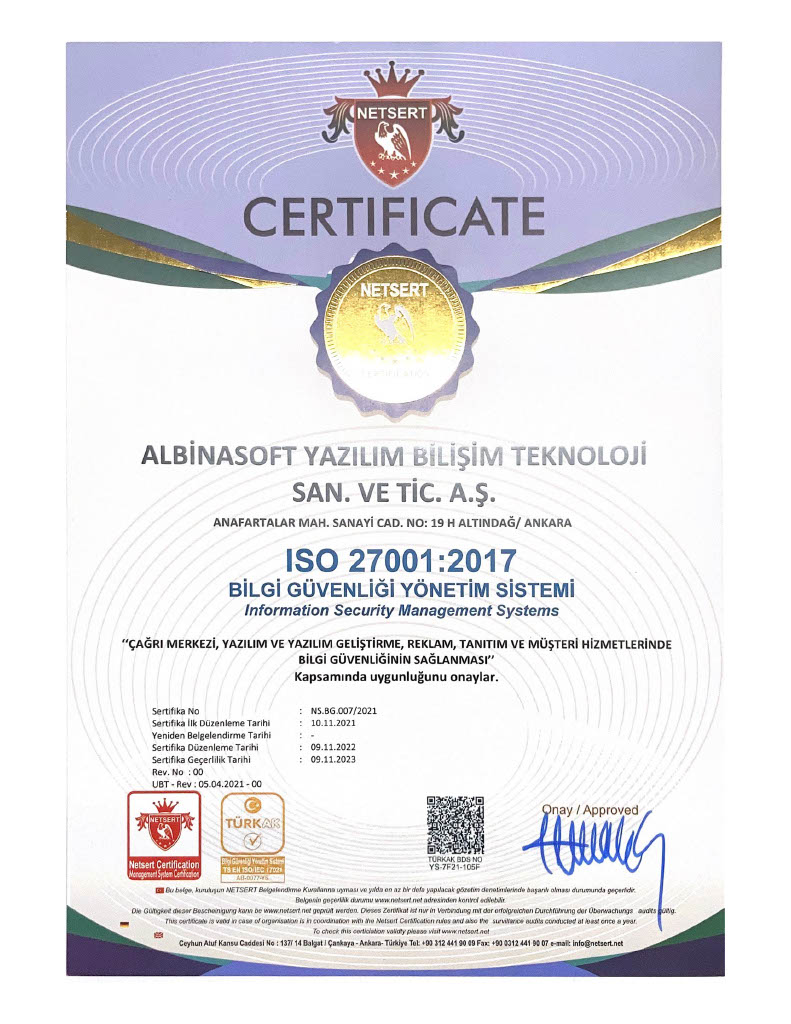 NETSERT
CERTIFICATE
NETSERT
CERTIFICATION
ALBİNASOFT YAZILIM BİLİŞİM TEKNOLOJİ
SAN. VE TİC. A.Ş.
ANAFARTALAR MAH. SANAYİ CAD. NO: 19 H ALTINDAĞ/ ANKARA
ISO 27001:2017
BİLGİ GÜVENLİĞİ YÖNETİM SİSTEMİ
Information Security Management Systems
‘‘ÇAĞRI MERKEZİ, YAZILIM VE YAZILIM GELİŞTİRME, REKLAM, TANITIM VE MÜŞTERİ HİZMETLERİNDE
BİLGİ GÜVENLİĞİNİN SAĞLANMASI’’
Kapsamında uygunluğunu onaylar.
Sertifika No : NS.BG.007/2021
Sertifika İlk Düzenleme Tarihi : 10.11.2021
Yeniden Belgelendirme Tarihi : -
Sertifika Düzenleme Tarihi : 09.11.2022
Sertifika Geçerlilik Tarihi : 09.11.2023
Rev. No : 00
UBT - Rev : 05.04.2021 - 00
NETSERT
Netsert Certification
Management System Certification
TÜRKAK
Bilgi Güvenliği Yönetim Sistemi
TS EN ISO/IEC 17021
TÜRKAK BDS NO
YS-7F21-105F
Onay / Approved
Bu belge, kuruluşun NETSERT Belgelendirme Kurallarına uyması ve yılda en az bir defa yapılacak gözetim denetimlerinde başarılı olması durumunda geçerlidir.
Belgenin geçerlilik durumu www.netsert.net adresinden kontrol edilebilir.
Die Gültigkeit dieser Bescheinigung kann be www.netsert.net geprüft werden. Dieses Zertifikat ist nur in Verbindung mit der erfolgreichen Durchführung der Überwachungs audits gültig.
This certificate is valid in case of organisation is in coordination with the Netsert Certification rules and also the survillance audits conducted at least once a year.
To check this certiciation validity please visit www.netsert.net
Ceyhun Atuf Kansu Caddesi No : 137/ 14 Balgat / Çankaya - Ankara- Türkiye Tel: +90 312 441 90 69 Fax: +90 0312 441 90 07 e-mail: info@netsert.net